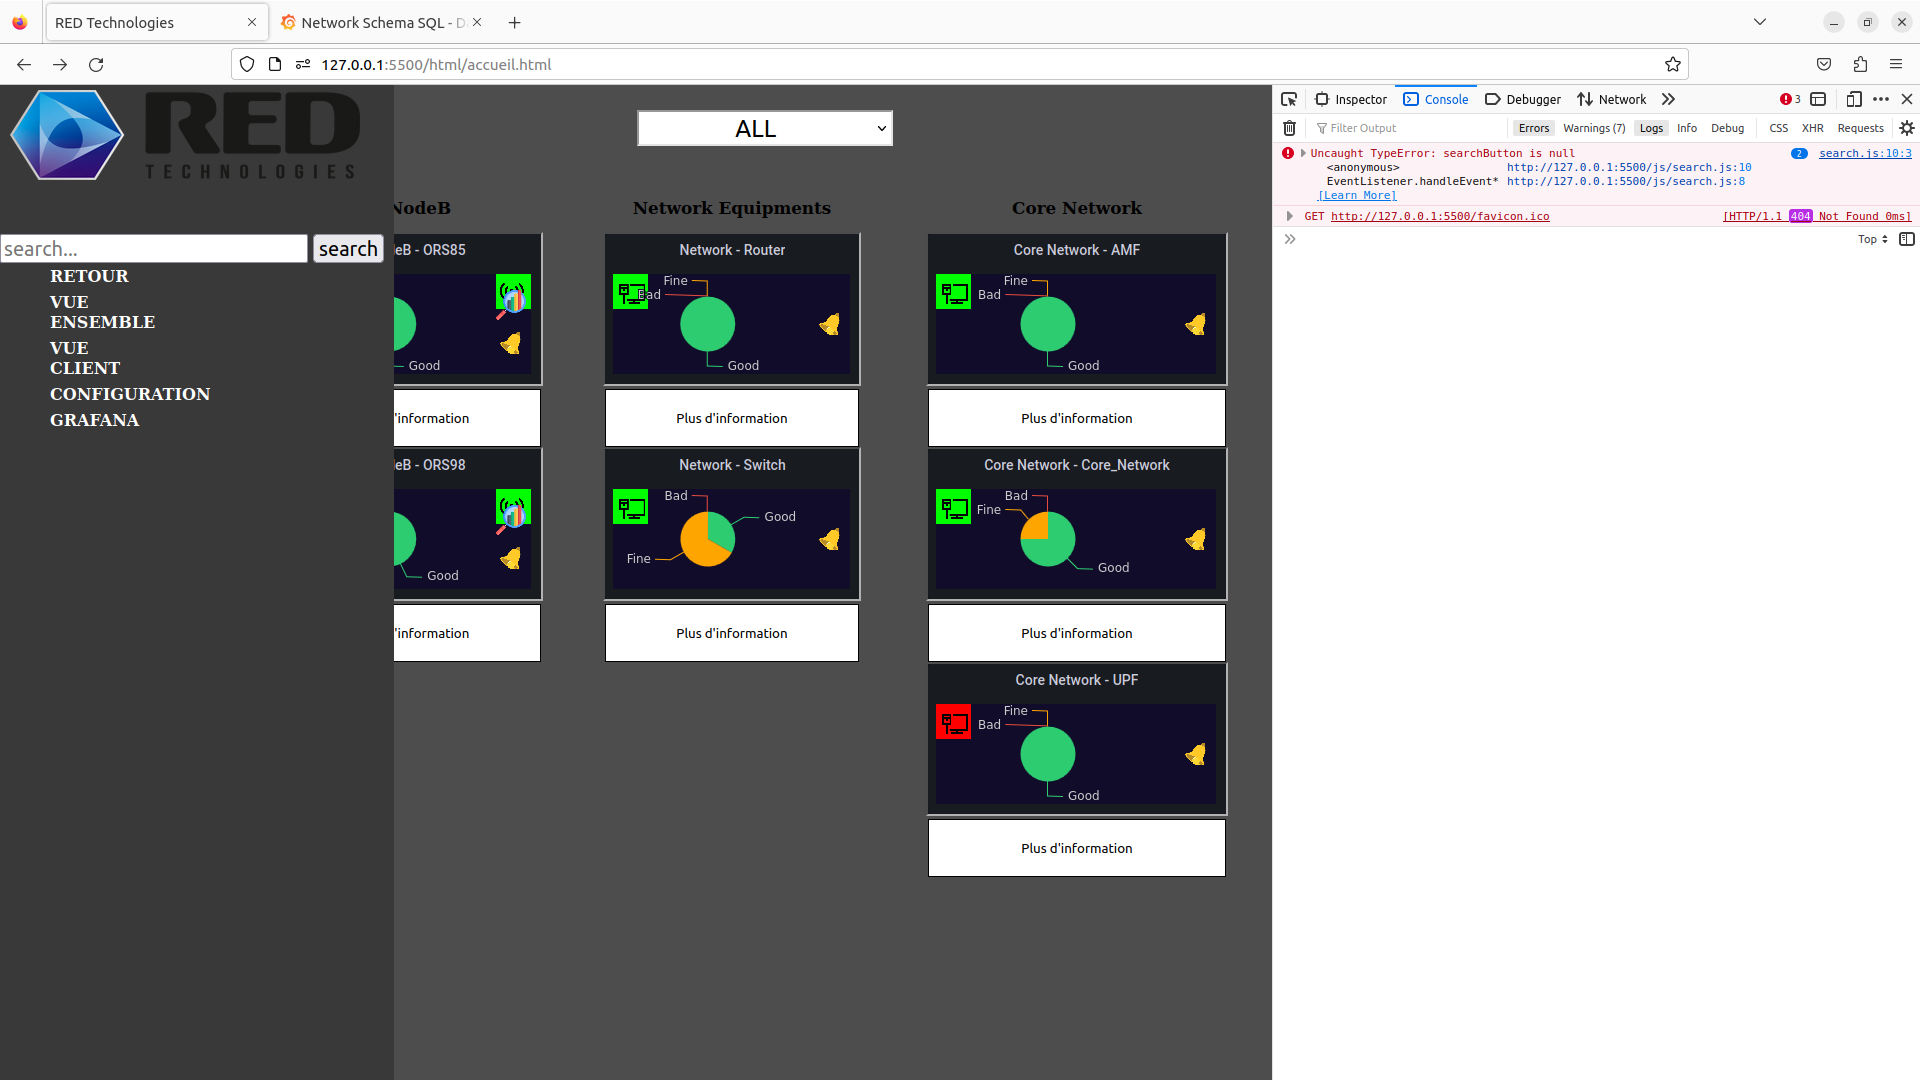 RED Technologies
Network Schema SQL - D
127.0.0.1:5500/html/accueil.html
RED
TECHNOLOGIES
search...
search
RETOUR
VUE
ENSEMBLE
VUE
CLIENT
CONFIGURATION
GRAFANA
ALL
NodeB
eB - ORS85
Good
'information
eB - ORS98
Good
'information
Network Equipments
Network - Router
Fine
Bad
Good
Plus d'information
Network - Switch
Bad
Good
Fine
Plus d'information
Core Network
Core Network - AMF
Fine
Bad
Good
Plus d'information
Core Network - Core_Network
Bad
Fine
Good
Plus d'information
Core Network - UPF
Fine
Bad
Good
Plus d'information
Inspector Console Debugger Network 3
Filter Output Errors Warnings (7) Logs Info Debug CSS XHR Requests
Uncaught TypeError: searchButton is null 2 search.js:10:3
<anonymous> http://127.0.0.1:5500/js/search.js:10
EventListener.handleEvent* http://127.0.0.1:5500/js/search.js:8
[Learn More]
GET http://127.0.0.1:5500/favicon.ico [HTTP/1.1 404 Not Found 0ms]
Top